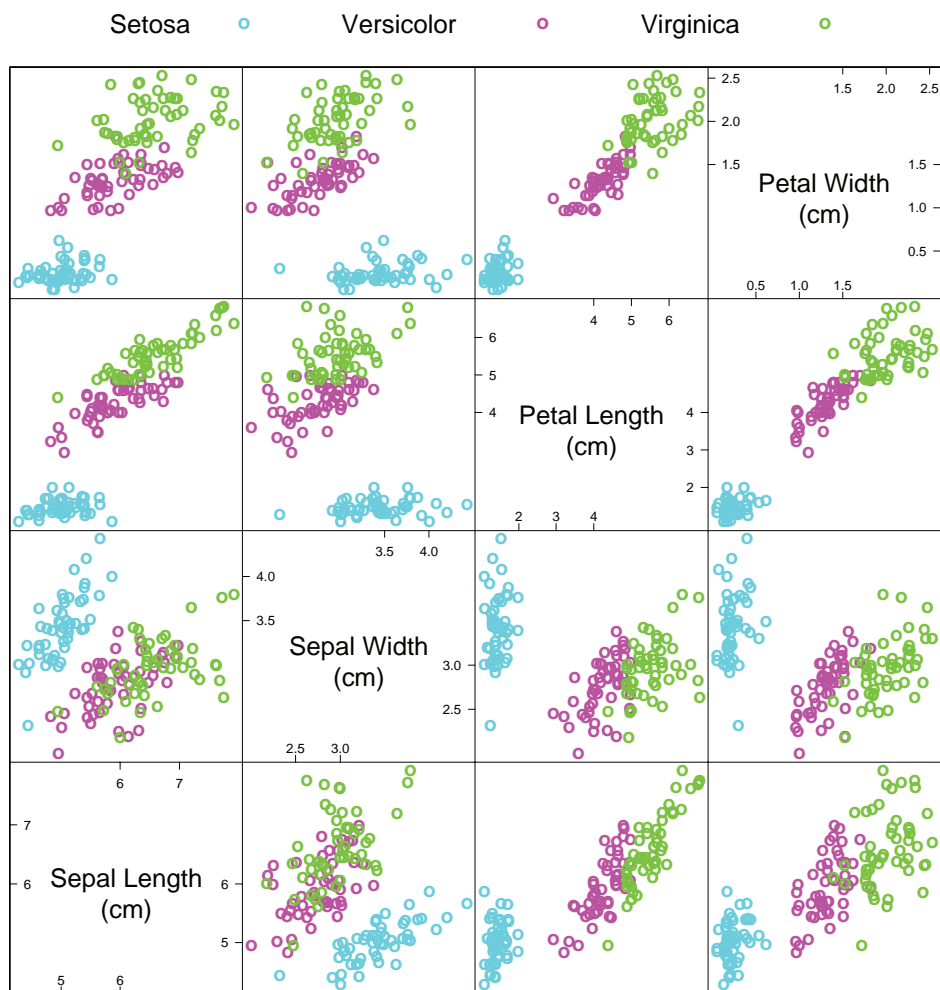 Setosa Versicolor Virginica
1.5 2.0 2.5
2.5
2.0
1.5
Petal Width
(cm)
1.5
1.0
0.5
0.5 1.0 1.5
4 5 6
6
5
4
Petal Length
(cm)
4
3
2
2 3 4
3.5 4.0
4.0
3.5
Sepal Width
(cm)
3.0
2.5
2.5 3.0
6 7
7
6
Sepal Length
(cm)
6
5
5 6